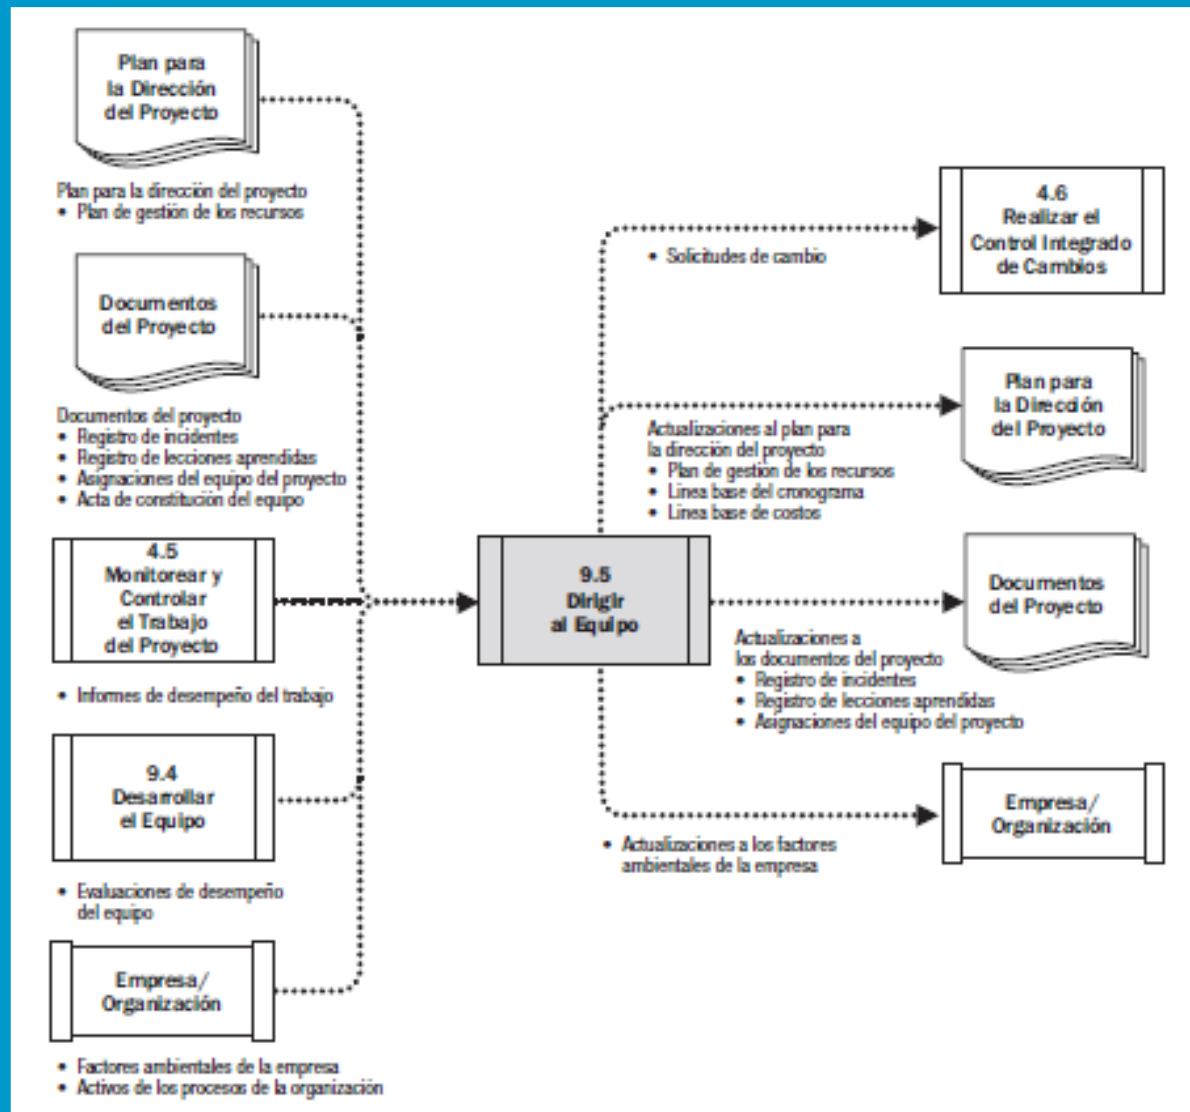 Plan para
la Dirección
del Proyecto
Plan para la dirección del proyecto
• Plan de gestión de los recursos
Documentos
del Proyecto
Documentos del proyecto
• Registro de incidentes
• Registro de lecciones aprendidas
• Asignaciones del equipo del proyecto
• Acta de constitución del equipo
4.5
Monitorear y
Controlar
el Trabajo
del Proyecto
• Informes de desempeño del trabajo
9.4
Desarrollar
el Equipo
• Evaluaciones de desempeño
del equipo
Empresa/
Organización
• Factores ambientales de la empresa
• Activos de los procesos de la organización
9.5
Dirigir
al Equipo
4.6
Realizar el
Control Integrado
de Cambios
• Solicitudes de cambio
Plan para
la Dirección
del Proyecto
Actualizaciones al plan para
la dirección del proyecto
• Plan de gestión de los recursos
• Línea base del cronograma
• Línea base de costos
Documentos
del Proyecto
Actualizaciones a
los documentos del proyecto
• Registro de incidentes
• Registro de lecciones aprendidas
• Asignaciones del equipo del proyecto
Empresa/
Organización
• Actualizaciones a los factores
ambientales de la empresa